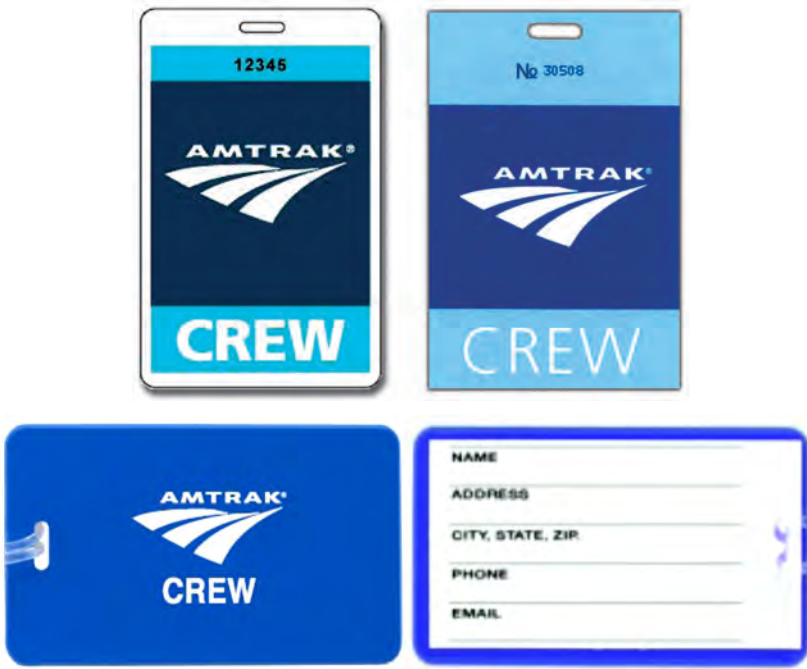 12345
AMTRAK®
CREW
№ 30508
AMTRAK®
CREW
AMTRAK®
CREW
NAME
ADDRESS
CITY, STATE, ZIP
PHONE
EMAIL